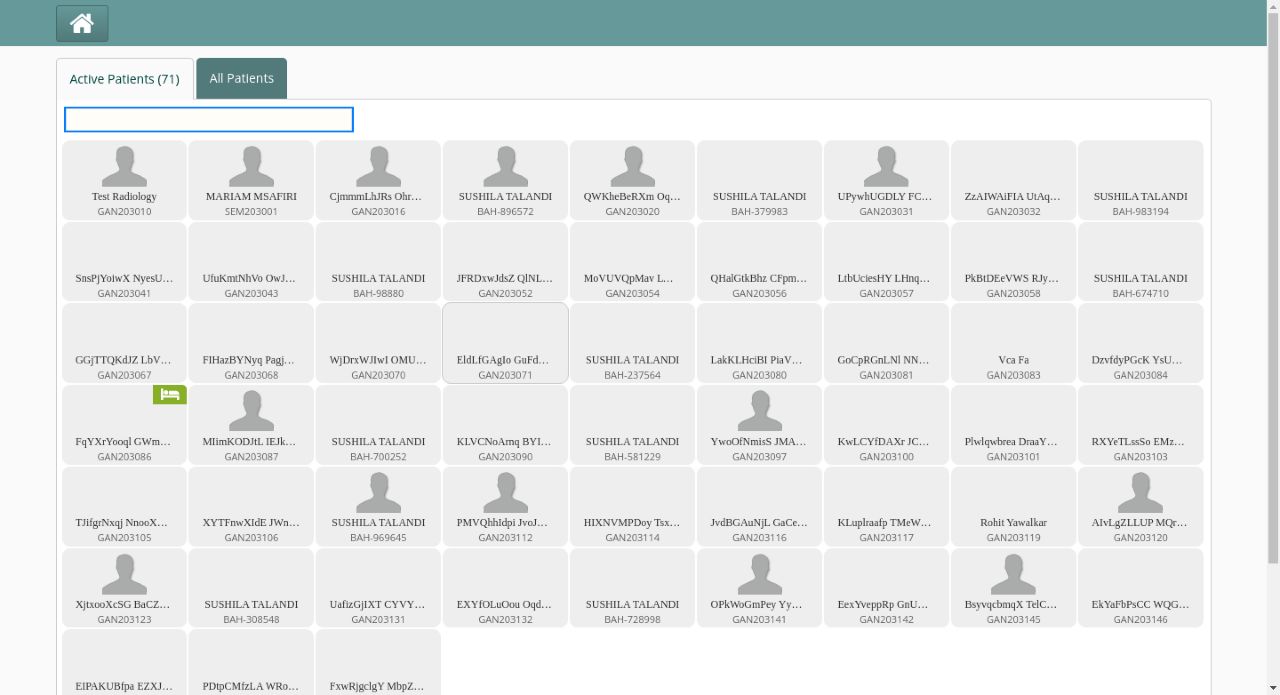 Active Patients (71)
All Patients
Test Radiology
GAN203010
MARIAM MSAFIRI
SEM203001
CjmmmLhJRs Ohr…
GAN203016
SUSHILA TALANDI
BAH-896572
QWKheBeRXm Oq…
GAN203020
SUSHILA TALANDI
BAH-379983
UPywhUGDLY FC…
GAN203031
ZzAIWAiFIA UtAq…
GAN203032
SUSHILA TALANDI
BAH-983194
SnsPjYoiwX NyesU…
GAN203041
UfuKmtNhVo OwJ…
GAN203043
SUSHILA TALANDI
BAH-98880
JFRDxwJdsZ QlNL…
GAN203052
MoVUVQpMav L…
GAN203054
QHalGtkBhz CFpm…
GAN203056
LtbUciesHY LHnq…
GAN203057
PkBtDEeVWS RJy…
GAN203058
SUSHILA TALANDI
BAH-674710
GGjTTQKdJZ LbV…
GAN203067
FIHazBYNyq Pagj…
GAN203068
WjDrxWJIwI OMU…
GAN203070
EldLfGAgIo GuFd…
GAN203071
SUSHILA TALANDI
BAH-237564
LakKLHciBI PiaV…
GAN203080
GoCpRGnLNl NN…
GAN203081
Vca Fa
GAN203083
DzvfdyPGcK YsU…
GAN203084
FqYXrYooql GWm…
GAN203086
MIimKODJtL IEJk…
GAN203087
SUSHILA TALANDI
BAH-700252
KLVCNoAmq BYI…
GAN203090
SUSHILA TALANDI
BAH-581229
YwoOfNmisS JMA…
GAN203097
KwLCYfDAXr JC…
GAN203100
Plwlqwbrea DraaY…
GAN203101
RXYeTLssSo EMz…
GAN203103
TJifgrNxqj NnooX…
GAN203105
XYTFnwXIdE JWn…
GAN203106
SUSHILA TALANDI
BAH-969645
PMVQhhIdpi JvoJ…
GAN203112
HIXNVMPDoy Tsx…
GAN203114
JvdBGAuNjL GaCe…
GAN203116
KLuplraafp TMeW…
GAN203117
Rohit Yawalkar
GAN203119
AIvLgZLLUP MQr…
GAN203120
XjtxooXcSG BaCZ…
GAN203123
SUSHILA TALANDI
BAH-308548
UafizGjIXT CYVY…
GAN203131
EXYfOLuOou Oqd…
GAN203132
SUSHILA TALANDI
BAH-728998
OPkWoGmPey Yy…
GAN203141
EexYveppRp GnU…
GAN203142
BsyvqcbmqX TelC…
GAN203145
EkYaFbPsCC WQG…
GAN203146
EIPAKUBfpa EZXJ…
PDtpCMfzLA WRo…
FxwRjgclgY MbpZ…